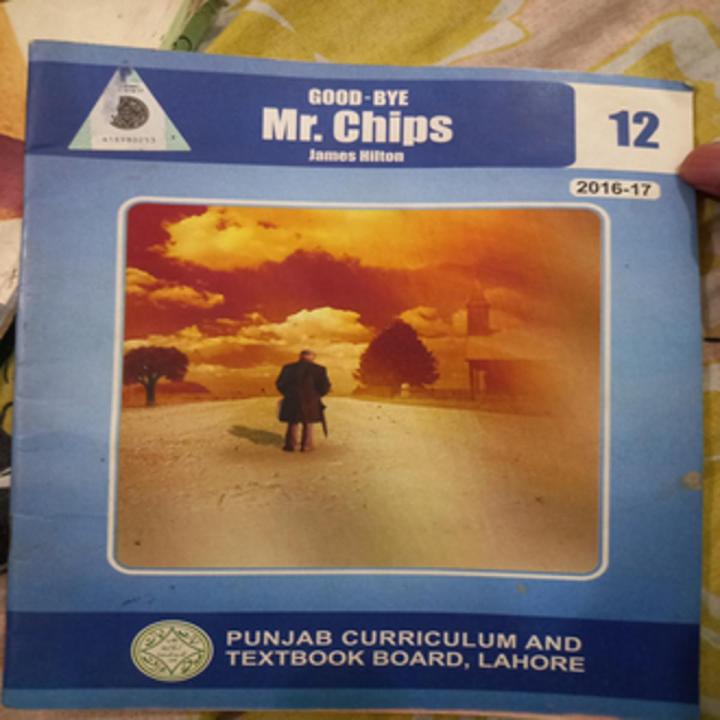 GOOD-BYE
Mr. Chips
James Hilton
12
2016-17
PUNJAB CURRICULUM AND
TEXTBOOK BOARD, LAHORE